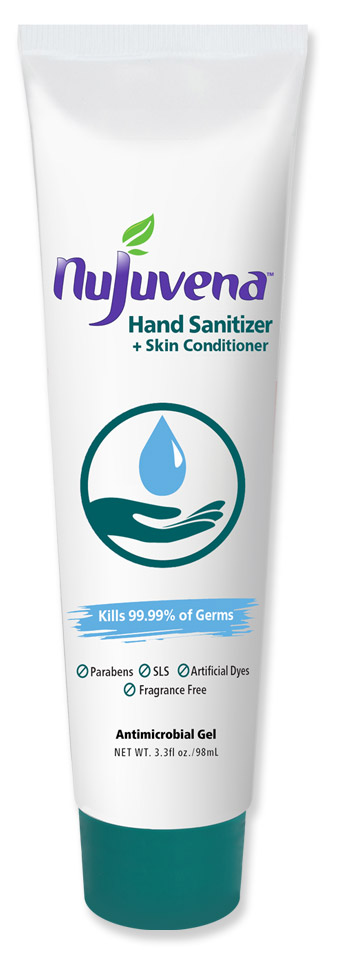 nuJuvena™
Hand Sanitizer
+ Skin Conditioner
Kills 99.99% of Germs
Parabens SLS Artificial Dyes
Fragrance Free
Antimicrobial Gel
NET WT. 3.3fl oz./98mL